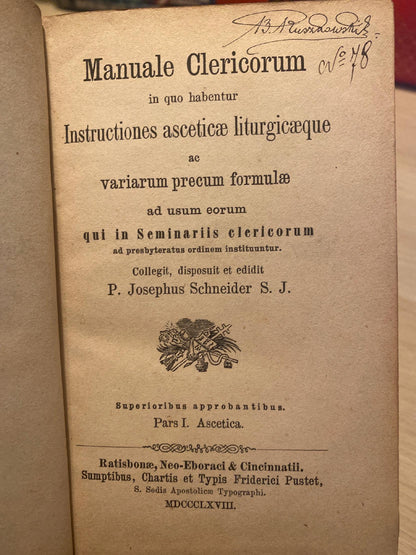 No 78
Manuale Clericorum
in quo habentur
Instructiones asceticæ liturgicæque
ac
variarum precum formulæ
ad usum eorum
qui in Seminariis clericorum
ad presbyteratus ordinem instituuntur.
Collegit, disposuit et edidit
P. Josephus Schneider S. J.
Superioribus approbantibus.
Pars I. Ascetica.
Ratisbonæ, Neo-Eboraci & Cincinnatii.
Sumptibus, Chartis et Typis Friderici Pustet,
S. Sedis Apostolicæ Typographi.
MDCCCLXVIII.